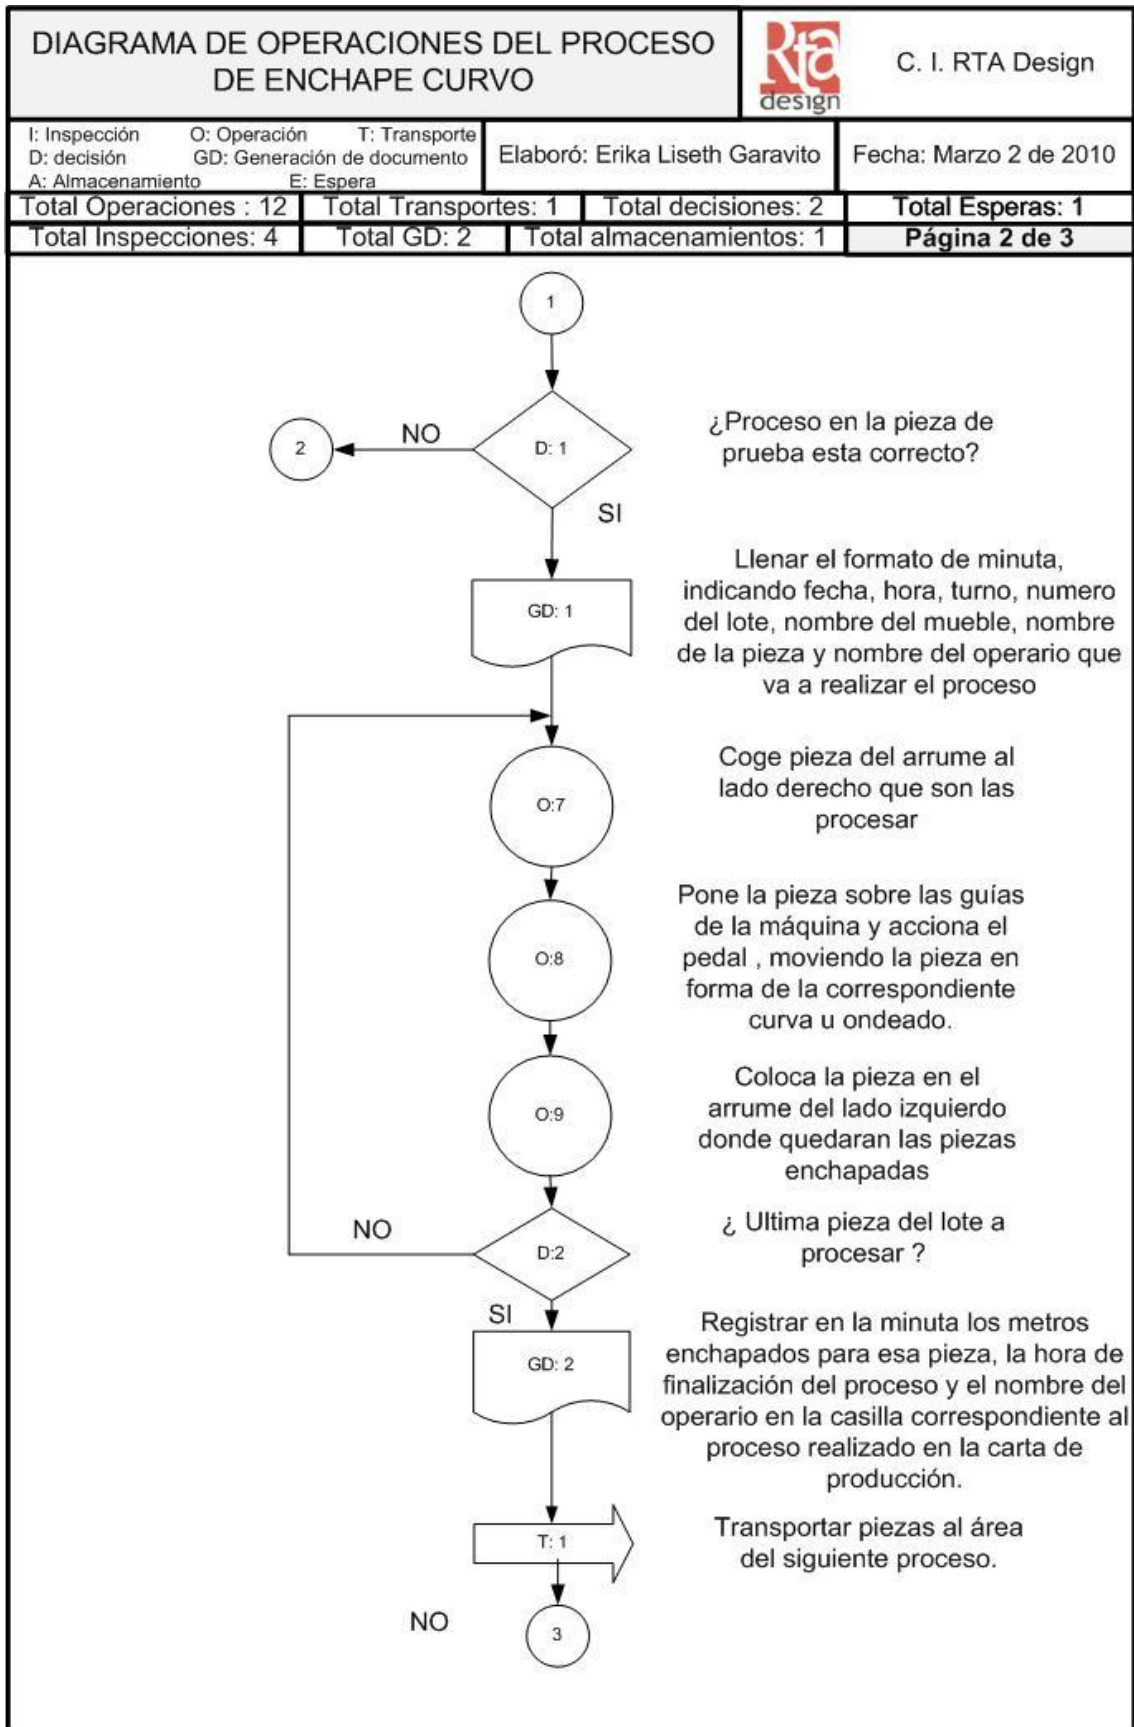 DIAGRAMA DE OPERACIONES DEL PROCESO
DE ENCHAPE CURVO
Rta
design
C. I. RTA Design
I: Inspección O: Operación T: Transporte
D: decisión GD: Generación de documento
A: Almacenamiento E: Espera
Elaboró: Erika Liseth Garavito
Fecha: Marzo 2 de 2010
Total Operaciones : 12
Total Transportes: 1
Total decisiones: 2
Total Esperas: 1
Total Inspecciones: 4
Total GD: 2
Total almacenamientos: 1
Página 2 de 3
1
2
NO
D: 1
¿Proceso en la pieza de
prueba esta correcto?
SI
GD: 1
Llenar el formato de minuta,
indicando fecha, hora, turno, numero
del lote, nombre del mueble, nombre
de la pieza y nombre del operario que
va a realizar el proceso
O:7
Coge pieza del arrume al
lado derecho que son las
procesar
O:8
Pone la pieza sobre las guías
de la máquina y acciona el
pedal , moviendo la pieza en
forma de la correspondiente
curva u ondeado.
O:9
Coloca la pieza en el
arrume del lado izquierdo
donde quedaran las piezas
enchapadas
NO
D:2
¿ Ultima pieza del lote a
procesar ?
SI
GD: 2
Registrar en la minuta los metros
enchapados para esa pieza, la hora de
finalización del proceso y el nombre del
operario en la casilla correspondiente al
proceso realizado en la carta de
producción.
T: 1
Transportar piezas al área
del siguiente proceso.
NO
3